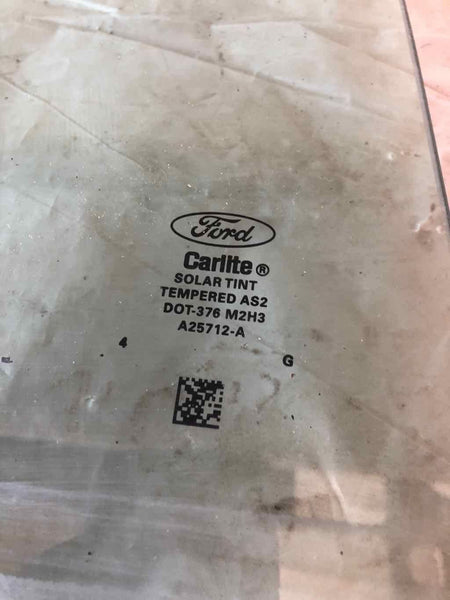 Ford
Carlite®
SOLAR TINT
TEMPERED AS2
DOT-376 M2H3
A25712-A
4 G